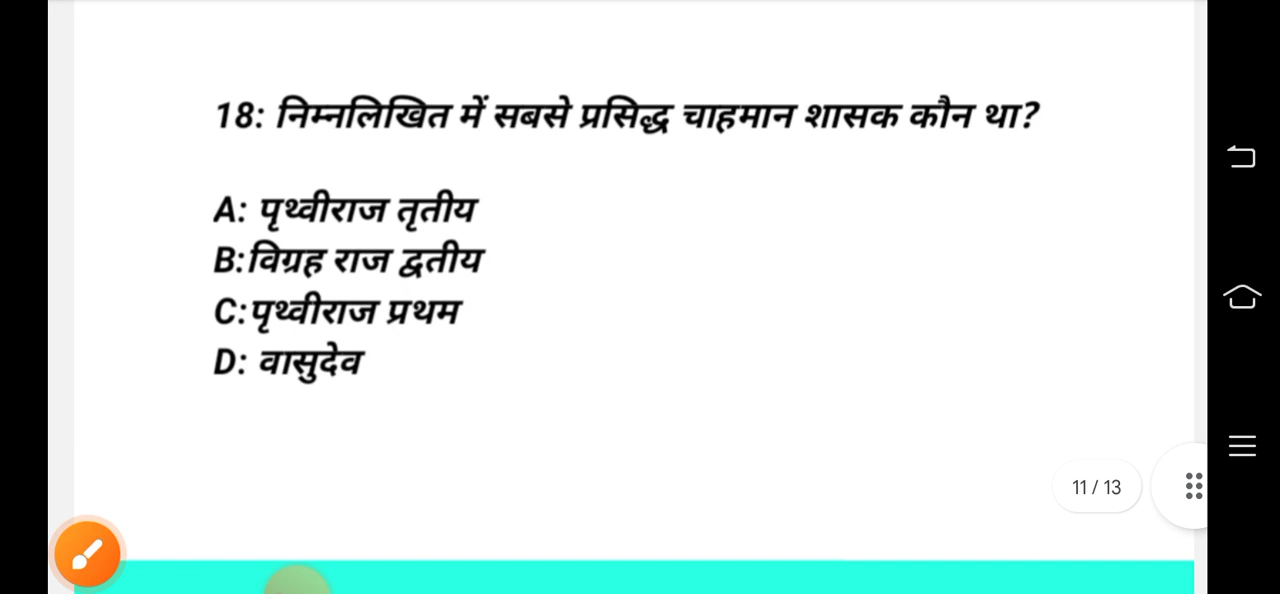 18: निम्नलिखित में सबसे प्रसिद्ध चाहमान शासक कौन था?
A: पृथ्वीराज तृतीय
B:विग्रह राज द्वतीय
C:पृथ्वीराज प्रथम
D: वासुदेव
11 / 13